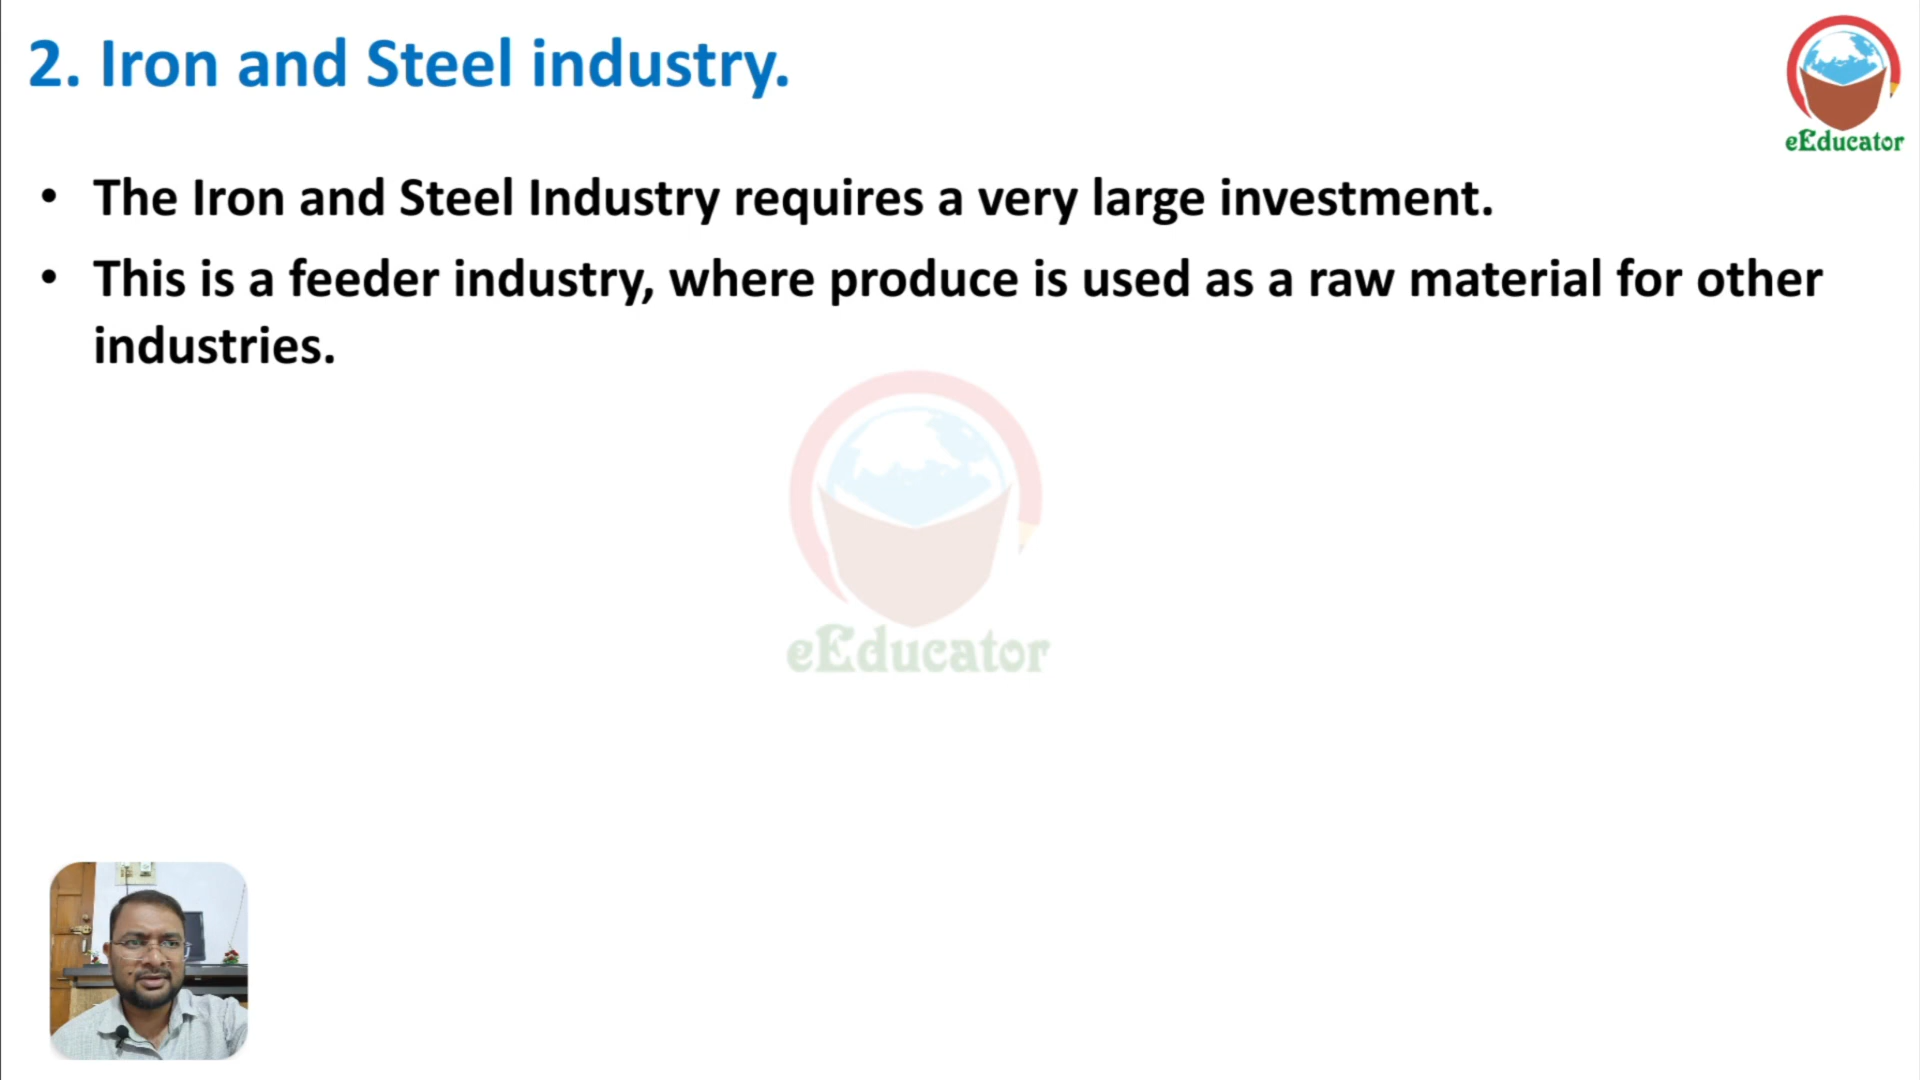 2. Iron and Steel industry.
eEducator
• The Iron and Steel Industry requires a very large investment.
• This is a feeder industry, where produce is used as a raw material for other
industries.
eEducator